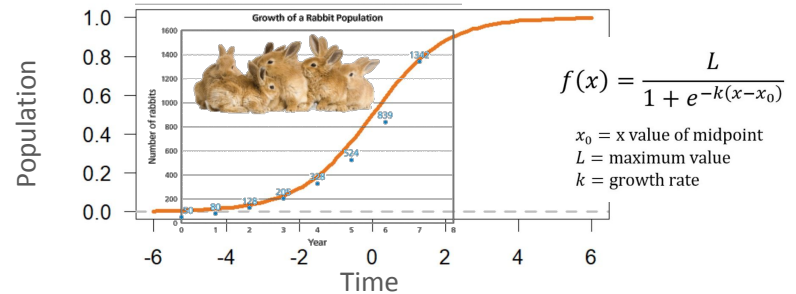 Growth of a Rabbit Population
Population
1.0
0.8
0.6
0.4
0.2
0.0
Number of rabbits
1600
1400
1200
1000
800
600
400
200
0
80
128
205
328
524
839
1342
0 1 2 3 4 5 6 7 8
Year
-6 -4 -2 0 2 4 6
Time
f(x) = L / (1 + e^−k(x−x₀))
x₀ = x value of midpoint
L = maximum value
k = growth rate